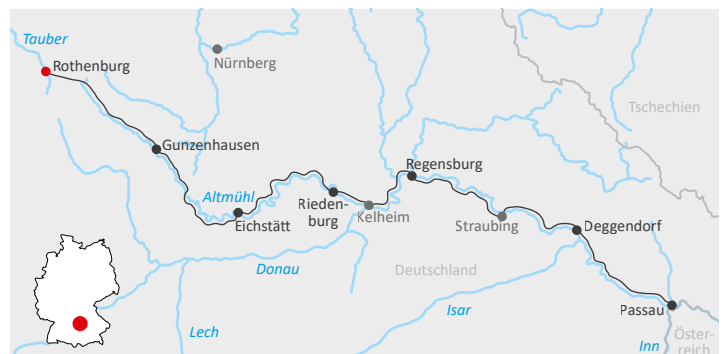 Tauber
Rothenburg
Nürnberg
Tschechien
Gunzenhausen
Regensburg
Altmühl
Rieden-
burg
Eichstätt
Kelheim
Straubing
Deggendorf
Donau
Deutschland
Isar
Passau
Lech
Inn
Öster-
reich